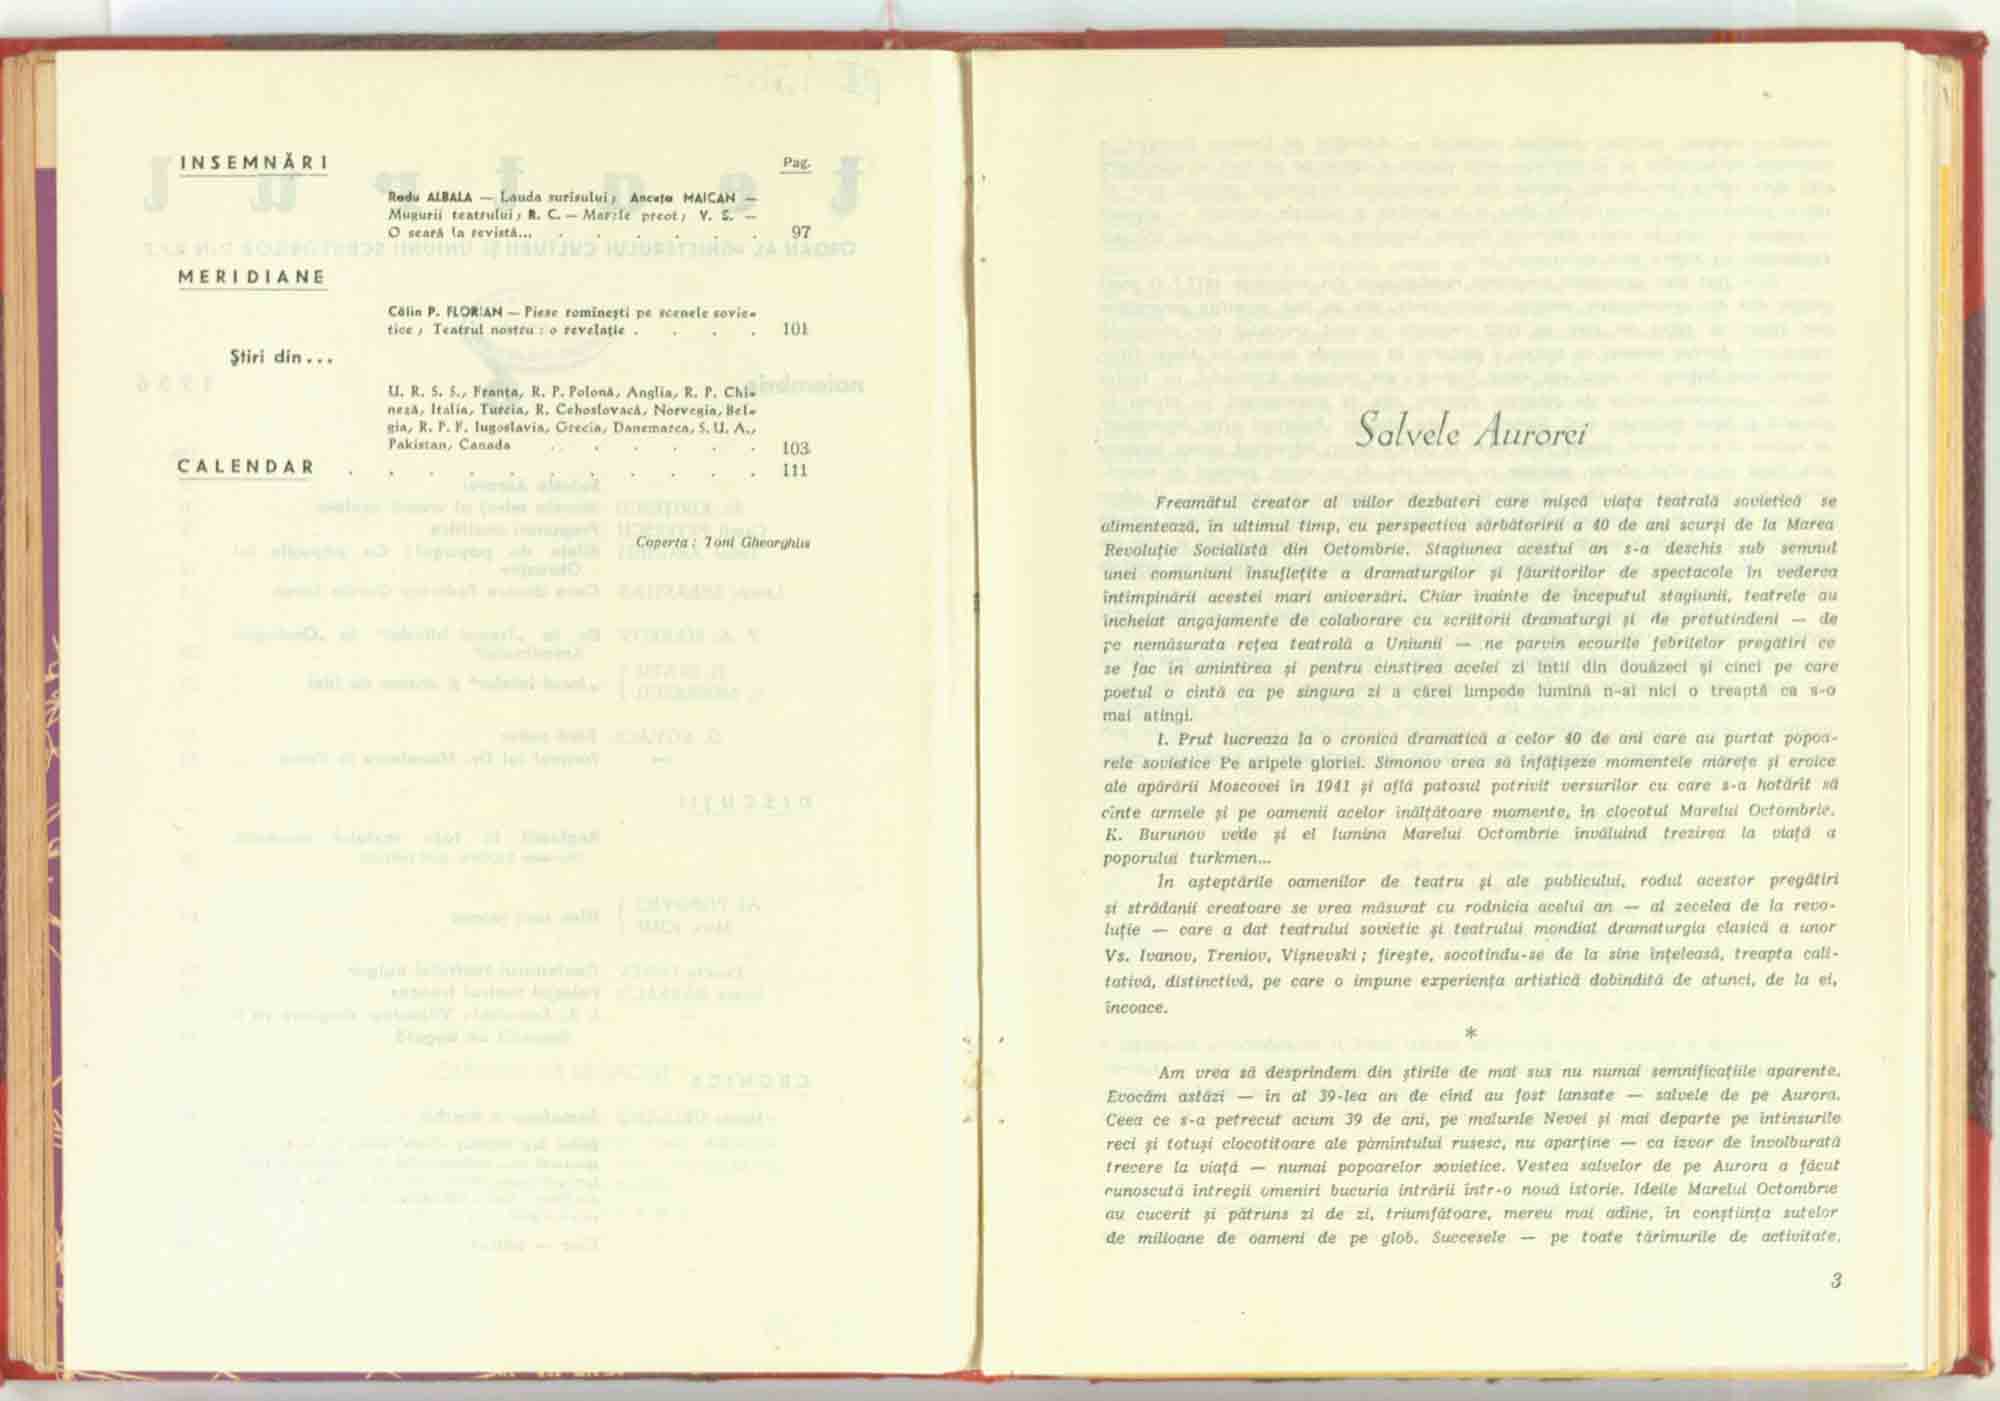 INSEMNĂRI
Pag.
Radu ALBALA — Lauda surîsului; Ancuța MAICAN —
Mugurii teatrului; R. C. — Marele preot; V. S. —
O seară la revistă... . . . . . . 97
MERIDIANE
Călin P. FLORIAN — Piese romînești pe scenele sovie-
tice; Teatrul nostru: o revelație . . . . 101
Știri din...
U. R. S. S., Franța, R. P. Polonă, Anglia, R. P. Chi-
neză, Italia, Turcia, R. Cehoslovacă, Norvegia, Bel-
gia, R. P. F. Iugoslavia, Grecia, Danemarca, S. U. A.,
Pakistan, Canada . . . . . . 103
CALENDAR . . . . . . . . . . . 111
Coperta: Toni Gheorghiu
Salvele Aurorei
Freamătul creator al viilor dezbateri care mișcă viața teatrală sovietică se
alimentează, în ultimul timp, cu perspectiva sărbătoririi a 40 de ani scurși de la Marea
Revoluție Socialistă din Octombrie. Stagiunea acestui an s-a deschis sub semnul
unei comuniuni însuflețite a dramaturgilor și făuritorilor de spectacole în vederea
întîmpinării acestei mari aniversări. Chiar înainte de începutul stagiunii, teatrele au
încheiat angajamente de colaborare cu scriitorii dramaturgi și de pretutindeni — de
pe nemăsurata rețea teatrală a Uniunii — ne parvin ecourile febrilelor pregătiri ce
se fac în amintirea și pentru cinstirea acelei zi întîi din douăzeci și cinci pe care
poetul o cîntă ca pe singura zi a cărei limpede lumină n-ai nici o treaptă ca s-o
mai atingi.
I. Prut lucrează la o cronică dramatică a celor 40 de ani care au purtat popoa-
rele sovietice Pe aripele gloriei. Simonov vrea să înfățișeze momentele mărețe și eroice
ale apărării Moscovei în 1941 și află patosul potrivit versurilor cu care s-a hotărît să
cînte armele și pe oamenii acelor înălțătoare momente, în clocotul Marelui Octombrie.
K. Burunov vede și el lumina Marelui Octombrie învăluind trezirea la viață a
poporului turkmen...
În așteptările oamenilor de teatru și ale publicului, rodul acestor pregătiri
și strădanii creatoare se vrea măsurat cu rodnicia acelui an — al zecelea de la revo-
luție — care a dat teatrului sovietic și teatrului mondial dramaturgia clasică a unor
Vs. Ivanov, Treniov, Vișnevski; firește, socotindu-se de la sine înțeleasă, treapta cali-
tativă, distinctivă, pe care o impune experiența artistică dobîndită de atunci, de la ei,
încoace.
*
Am vrea să desprindem din știrile de mai sus nu numai semnificațiile aparente.
Evocăm astăzi — în al 39-lea an de cînd au fost lansate — salvele de pe Aurora.
Ceea ce s-a petrecut acum 39 de ani, pe malurile Nevei și mai departe pe întinsurile
reci și totuși clocotitoare ale pămîntului rusesc, nu aparține — ca izvor de învolburată
trecere la viață — numai popoarelor sovietice. Vestea salvelor de pe Aurora a făcut
cunoscută întregii omeniri bucuria intrării într-o nouă istorie. Ideile Marelui Octombrie
au cucerit și pătruns zi de zi, triumfătoare, mereu mai adînc, în conștiința sutelor
de milioane de oameni de pe glob. Succesele — pe toate tărîmurile de activitate,
3